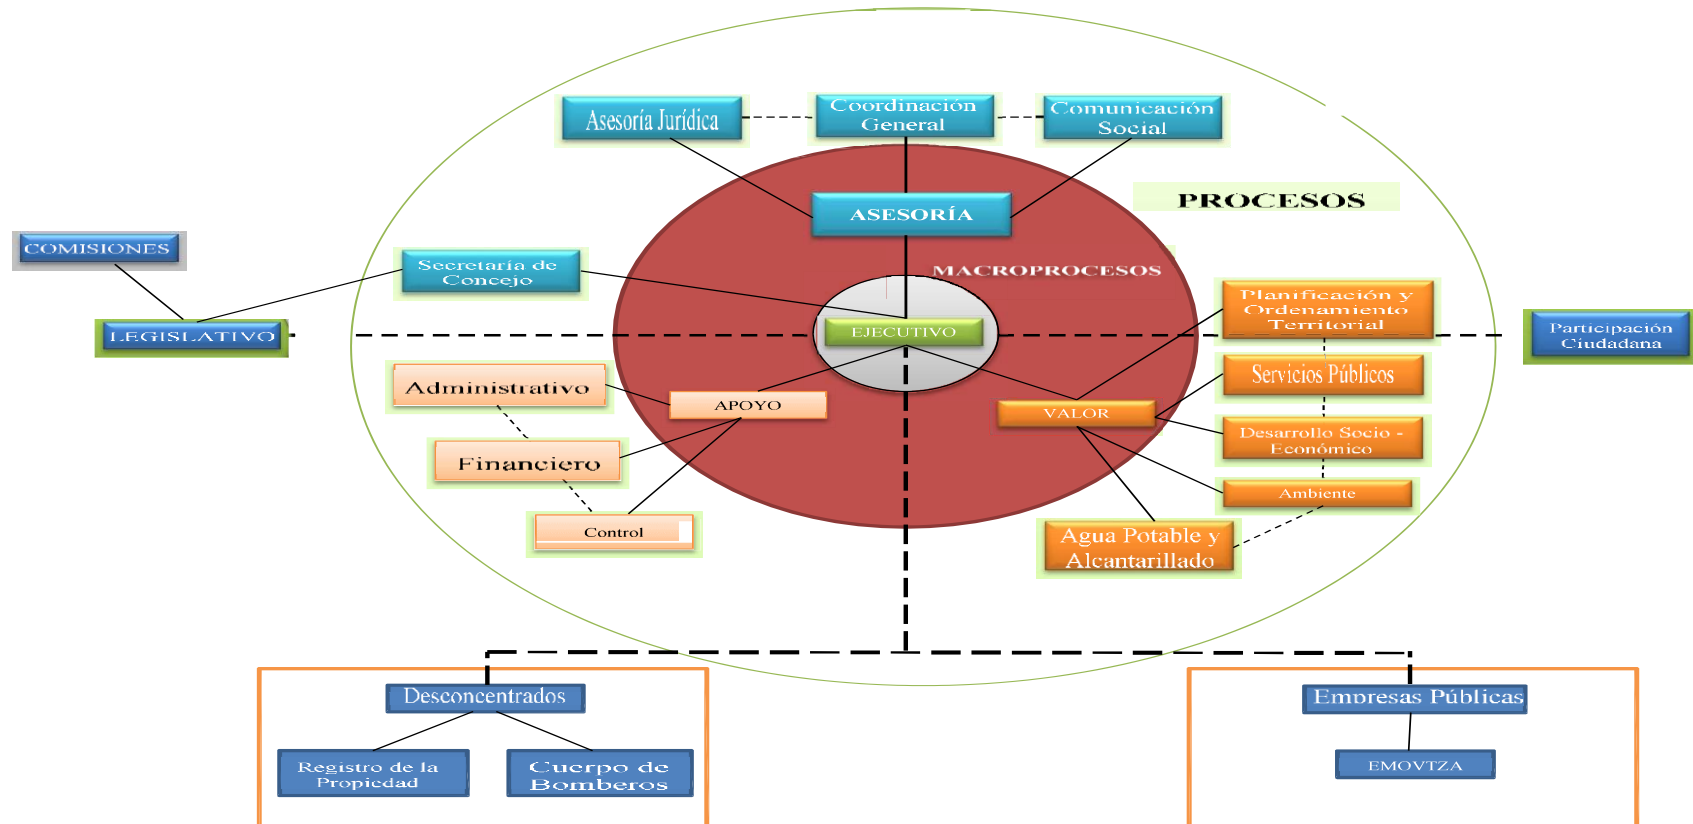 Asesoría Jurídica
Coordinación
General
Comunicación
Social
PROCESOS
ASESORÍA
COMISIONES
Secretaría de
Concejo
MACROPROCESOS
LEGISLATIVO
EJECUTIVO
Planificación y
Ordenamiento
Territorial
Participación
Ciudadana
Administrativo
APOYO
VALOR
Servicios Públicos
Financiero
Desarrollo Socio -
Económico
Control
Ambiente
Agua Potable y
Alcantarillado
Desconcentrados
Registro de la
Propiedad
Cuerpo de
Bomberos
Empresas Públicas
EMOVTZA